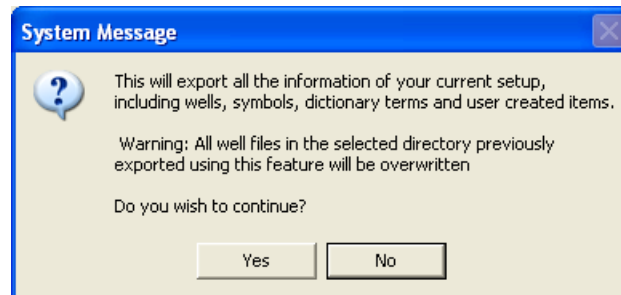 System Message
This will export all the information of your current setup,
including wells, symbols, dictionary terms and user created items.
Warning: All well files in the selected directory previously
exported using this feature will be overwritten
Do you wish to continue?
Yes
No